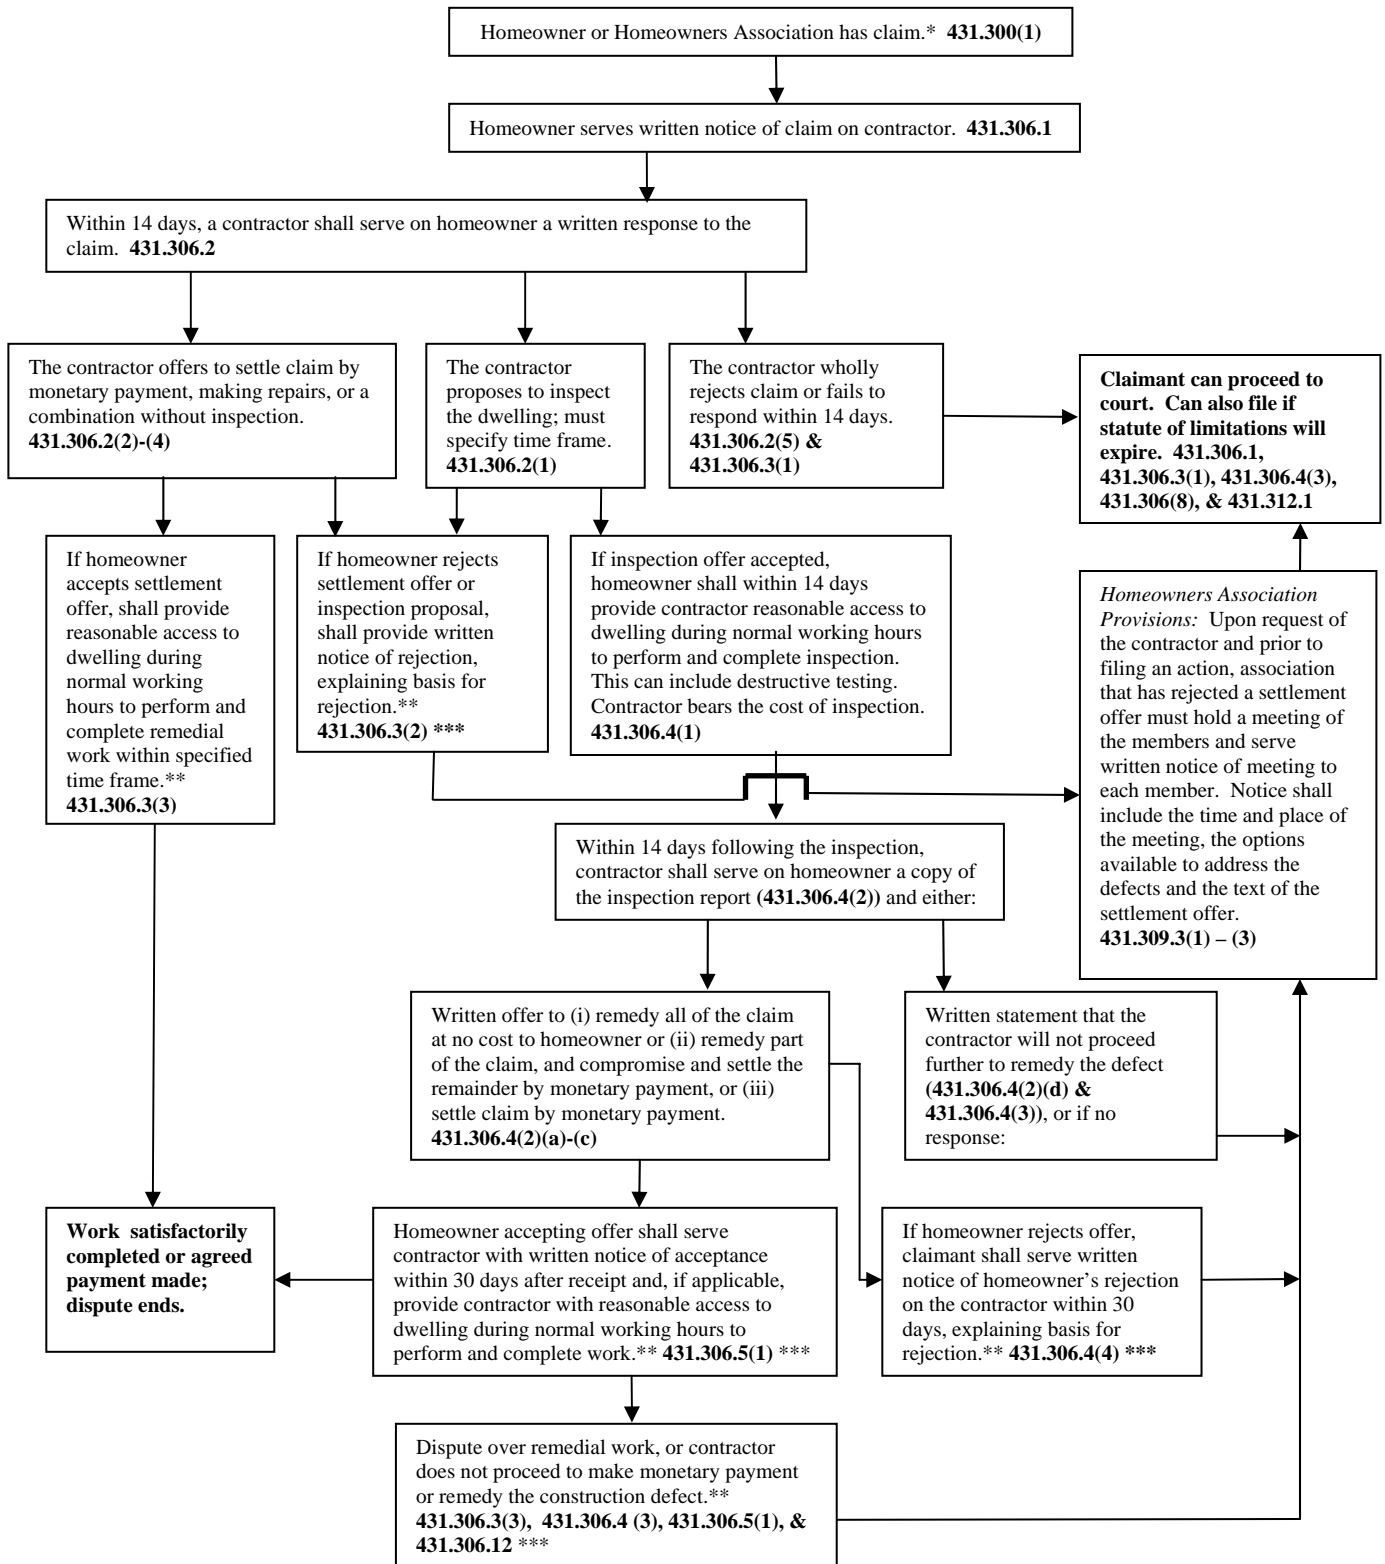 Homeowner or Homeowners Association has claim.* 431.300(1)
Homeowner serves written notice of claim on contractor. 431.306.1
Within 14 days, a contractor shall serve on homeowner a written response to the
claim. 431.306.2
The contractor offers to settle claim by
monetary payment, making repairs, or a
combination without inspection.
431.306.2(2)-(4)
The contractor
proposes to inspect
the dwelling; must
specify time frame.
431.306.2(1)
The contractor wholly
rejects claim or fails to
respond within 14 days.
431.306.2(5) &
431.306.3(1)
Claimant can proceed to
court. Can also file if
statute of limitations will
expire. 431.306.1,
431.306.3(1), 431.306.4(3),
431.306(8), & 431.312.1
If homeowner
accepts settlement
offer, shall provide
reasonable access to
dwelling during
normal working
hours to perform and
complete remedial
work within specified
time frame.**
431.306.3(3)
If homeowner rejects
settlement offer or
inspection proposal,
shall provide written
notice of rejection,
explaining basis for
rejection.**
431.306.3(2) ***
If inspection offer accepted,
homeowner shall within 14 days
provide contractor reasonable access to
dwelling during normal working hours
to perform and complete inspection.
This can include destructive testing.
Contractor bears the cost of inspection.
431.306.4(1)
Homeowners Association
Provisions: Upon request of
the contractor and prior to
filing an action, association
that has rejected a settlement
offer must hold a meeting of
the members and serve
written notice of meeting to
each member. Notice shall
include the time and place of
the meeting, the options
available to address the
defects and the text of the
settlement offer.
431.309.3(1) – (3)
Within 14 days following the inspection,
contractor shall serve on homeowner a copy of
the inspection report (431.306.4(2)) and either:
Written offer to (i) remedy all of the claim
at no cost to homeowner or (ii) remedy part
of the claim, and compromise and settle the
remainder by monetary payment, or (iii)
settle claim by monetary payment.
431.306.4(2)(a)-(c)
Written statement that the
contractor will not proceed
further to remedy the defect
(431.306.4(2)(d) &
431.306.4(3)), or if no
response:
Work satisfactorily
completed or agreed
payment made;
dispute ends.
Homeowner accepting offer shall serve
contractor with written notice of acceptance
within 30 days after receipt and, if applicable,
provide contractor with reasonable access to
dwelling during normal working hours to
perform and complete work.** 431.306.5(1) ***
If homeowner rejects offer,
claimant shall serve written
notice of homeowner’s rejection
on the contractor within 30
days, explaining basis for
rejection.** 431.306.4(4) ***
Dispute over remedial work, or contractor
does not proceed to make monetary payment
or remedy the construction defect.**
431.306.3(3), 431.306.4 (3), 431.306.5(1), &
431.306.12 ***